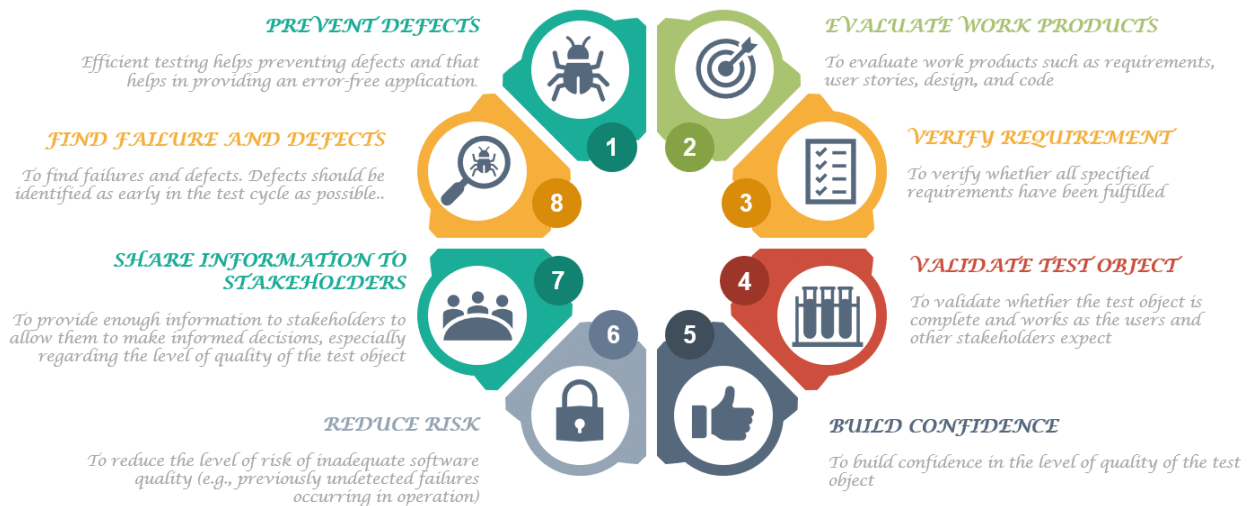 PREVENT DEFECTS
Efficient testing helps preventing defects and that
helps in providing an error-free application.
1
EVALUATE WORK PRODUCTS
To evaluate work products such as requirements,
user stories, design, and code
2
VERIFY REQUIREMENT
To verify whether all specified
requirements have been fulfilled
3
VALIDATE TEST OBJECT
To validate whether the test object is
complete and works as the users and
other stakeholders expect
4
BUILD CONFIDENCE
To build confidence in the level of quality of the test
object
5
REDUCE RISK
To reduce the level of risk of inadequate software
quality (e.g., previously undetected failures
occurring in operation)
6
SHARE INFORMATION TO
STAKEHOLDERS
To provide enough information to stakeholders to
allow them to make informed decisions, especially
regarding the level of quality of the test object
7
FIND FAILURE AND DEFECTS
To find failures and defects. Defects should be
identified as early in the test cycle as possible..
8